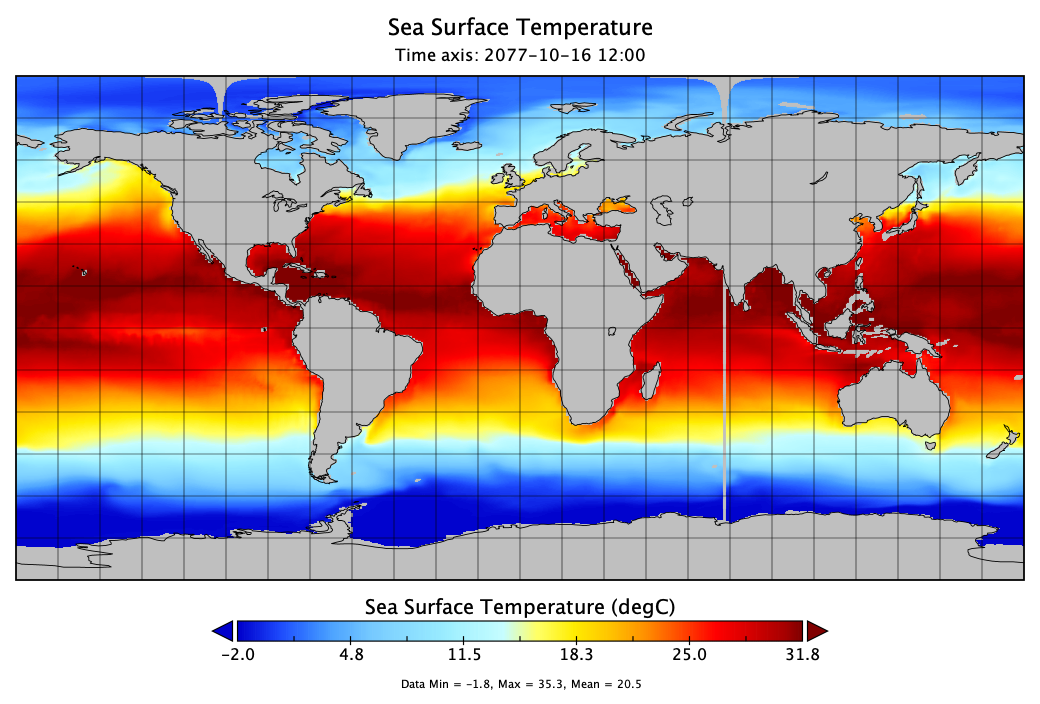 Sea Surface Temperature
Time axis: 2077-10-16 12:00
Sea Surface Temperature (degC)
-2.0 4.8 11.5 18.3 25.0 31.8
Data Min = -1.8, Max = 35.3, Mean = 20.5